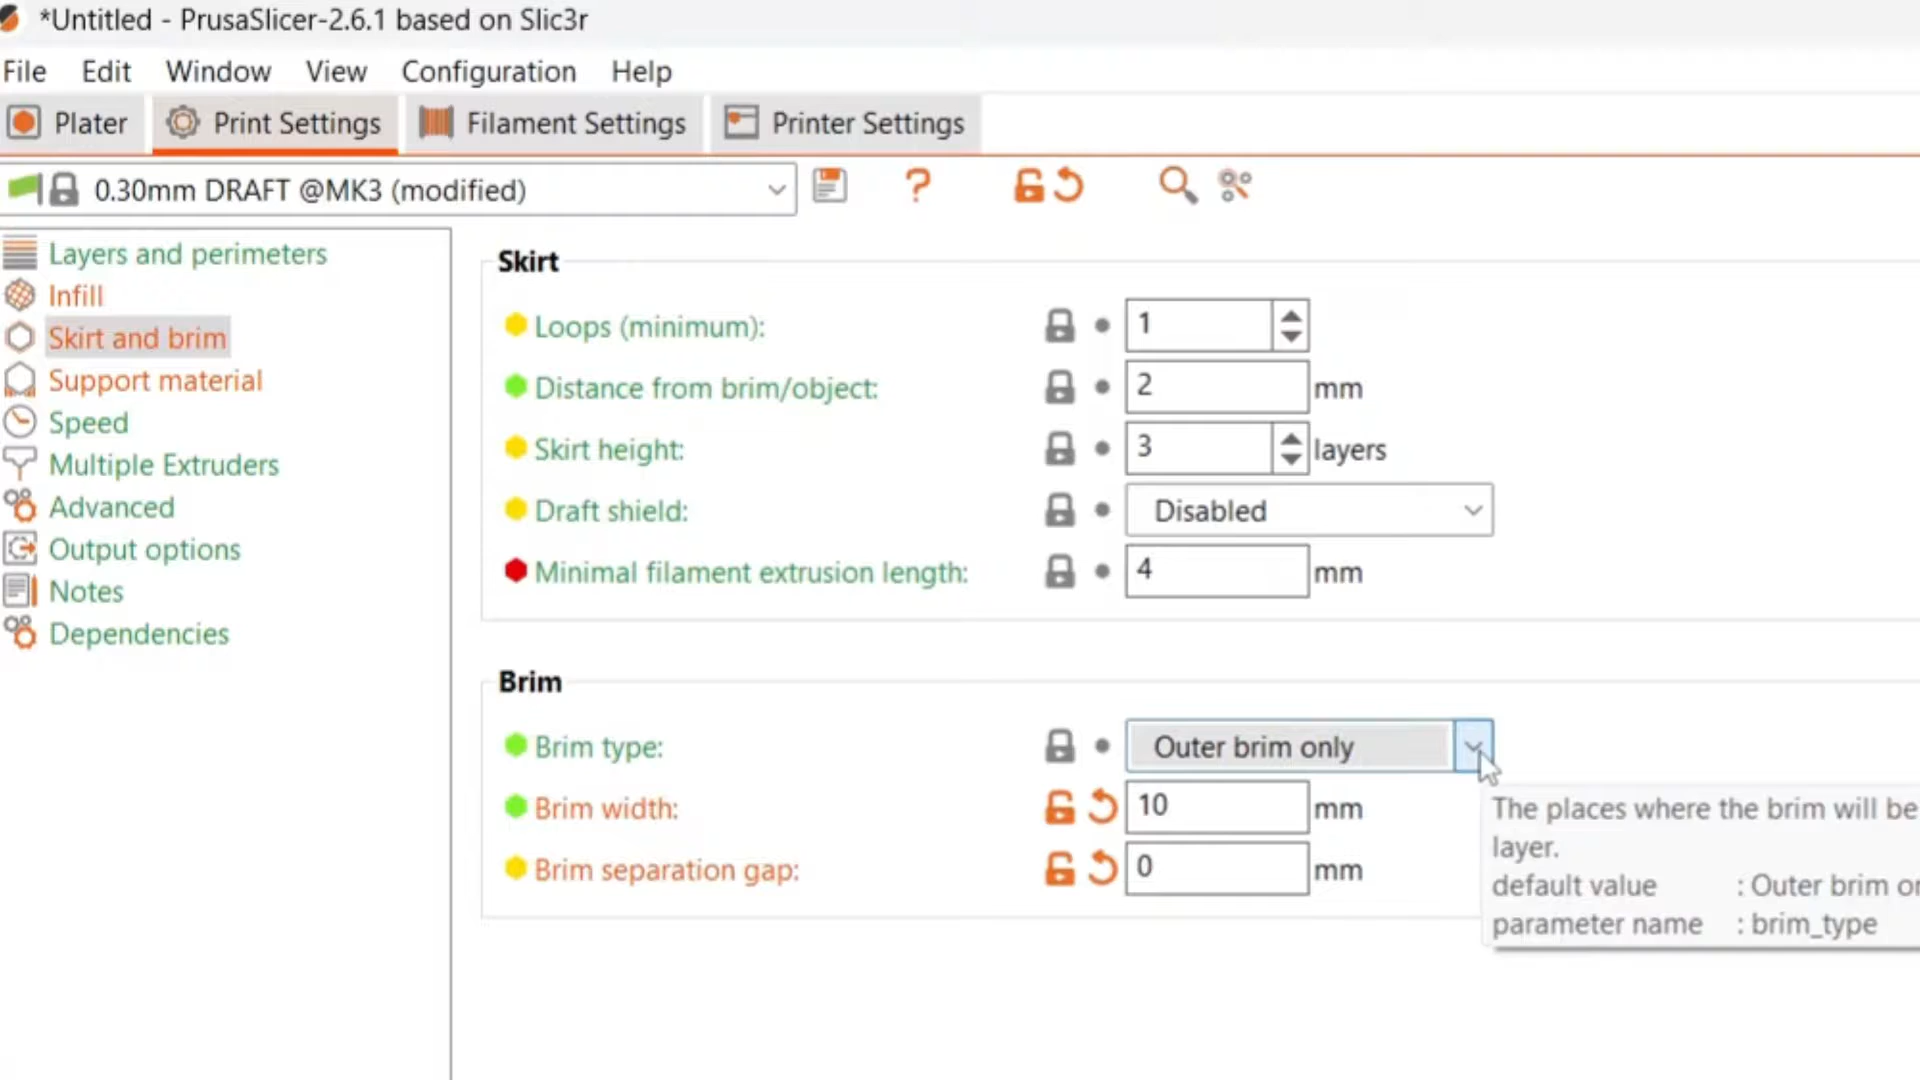 *Untitled - PrusaSlicer-2.6.1 based on Slic3r
File Edit Window View Configuration Help
Plater Print Settings Filament Settings Printer Settings
0.30mm DRAFT @MK3 (modified) ?
Layers and perimeters
Infill
Skirt and brim
Support material
Speed
Multiple Extruders
Advanced
Output options
Notes
Dependencies
Skirt
Loops (minimum): 1
Distance from brim/object: 2 mm
Skirt height: 3 layers
Draft shield: Disabled
Minimal filament extrusion length: 4 mm
Brim
Brim type: Outer brim only
Brim width: 10 mm
Brim separation gap: 0 mm
The places where the brim will be
layer.
default value : Outer brim
parameter name : brim_type